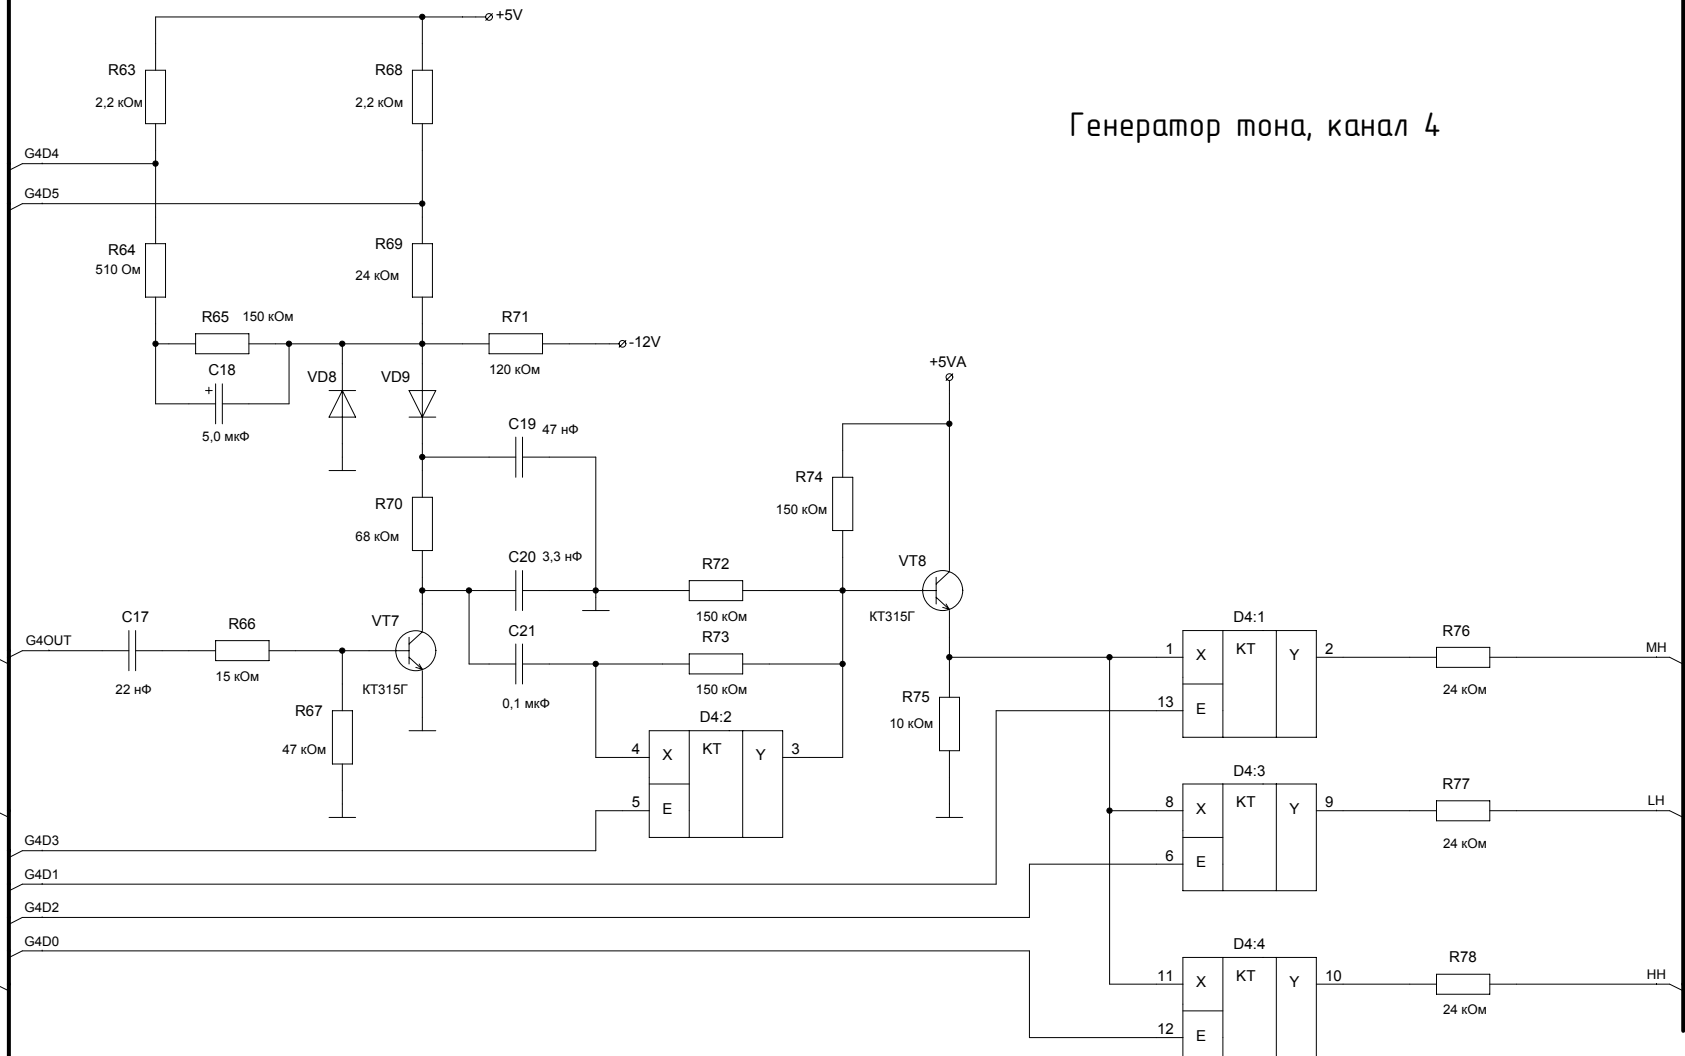 +5V
R63
2,2 кОм
R68
2,2 кОм
Генератор тона, канал 4
G4D4
G4D5
R64
510 Ом
R69
24 кОм
R65 150 кОм
R71
-12V
120 кОм
C18
+
5,0 мкФ
VD8
VD9
+5VA
C19 47 нФ
R74
150 кОм
R70
68 кОм
C20 3,3 нФ
R72
150 кОм
VT8
КТ315Г
C17
22 нФ
G4OUT
R66
15 кОм
VT7
КТ315Г
C21
0,1 мкФ
R73
150 кОм
R67
47 кОм
D4:2
4 X KT Y 3
5 E
R75
10 кОм
D4:1
1 X KT Y 2
13 E
R76
24 кОм
MH
D4:3
8 X KT Y 9
6 E
R77
24 кОм
LH
G4D3
G4D1
G4D2
G4D0
D4:4
11 X KT Y 10
12 E
R78
24 кОм
HH